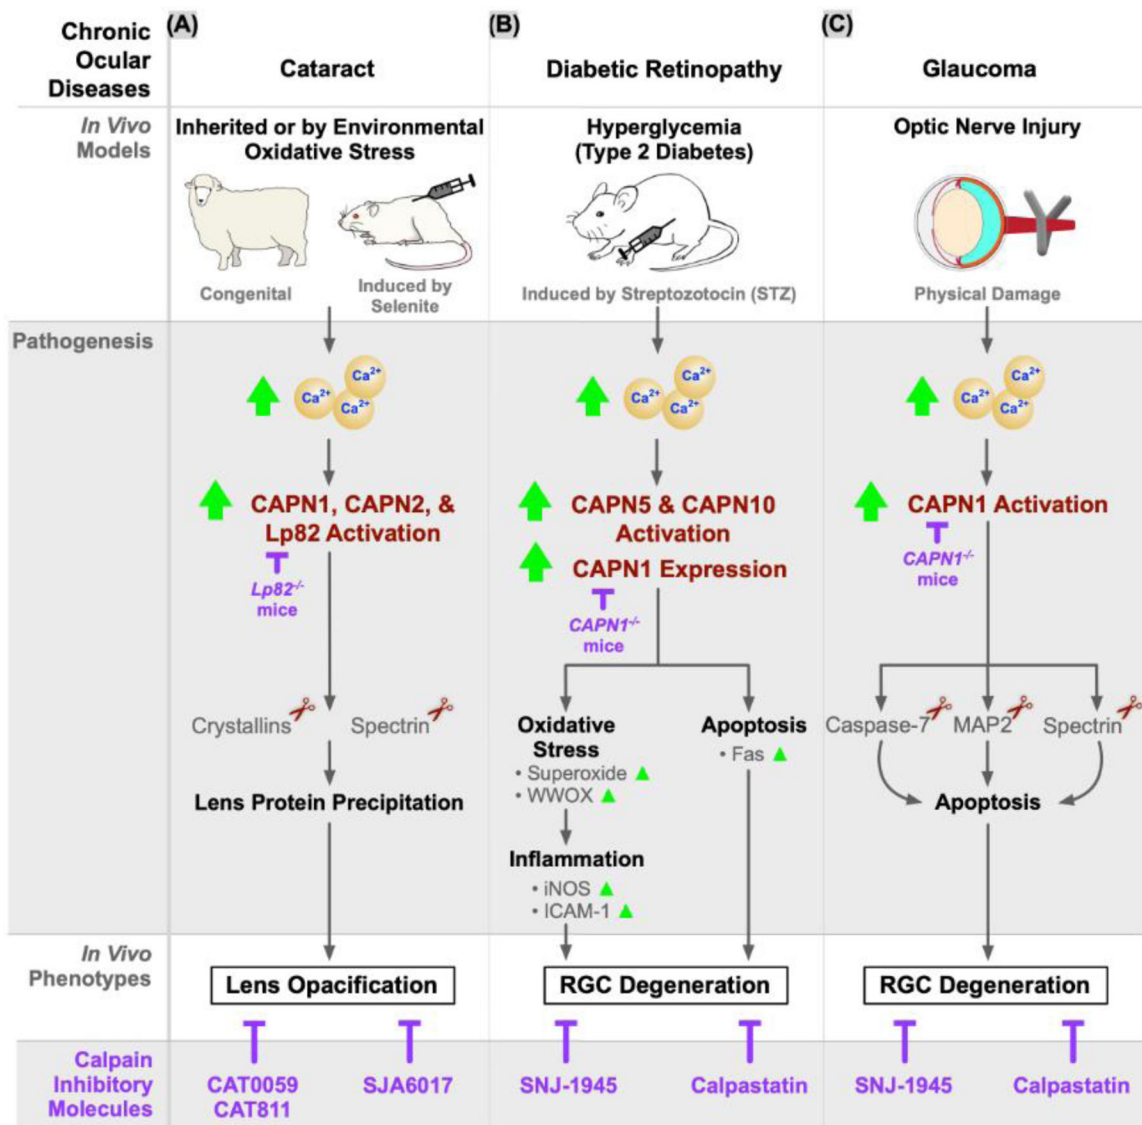 Chronic
Ocular
Diseases
(A)
Cataract
(B)
Diabetic Retinopathy
(C)
Glaucoma
In Vivo
Models
Inherited or by Environmental
Oxidative Stress
Congenital
Induced by
Selenite
Hyperglycemia
(Type 2 Diabetes)
Induced by Streptozotocin (STZ)
Optic Nerve Injury
Physical Damage
Pathogenesis
Ca²⁺
Ca²⁺
Ca²⁺
CAPN1, CAPN2, &
Lp82 Activation
Lp82⁻/⁻
mice
Crystallins
Spectrin
Lens Protein Precipitation
Ca²⁺
Ca²⁺
Ca²⁺
CAPN5 & CAPN10
Activation
CAPN1 Expression
CAPN1⁻/⁻
mice
Oxidative
Stress
• Superoxide
• WWOX
Inflammation
• iNOS
• ICAM-1
Apoptosis
• Fas
Ca²⁺
Ca²⁺
Ca²⁺
CAPN1 Activation
CAPN1⁻/⁻
mice
Caspase-7
MAP2
Spectrin
Apoptosis
In Vivo
Phenotypes
Lens Opacification
RGC Degeneration
RGC Degeneration
Calpain
Inhibitory
Molecules
CAT0059
CAT811
SJA6017
SNJ-1945
Calpastatin
SNJ-1945
Calpastatin